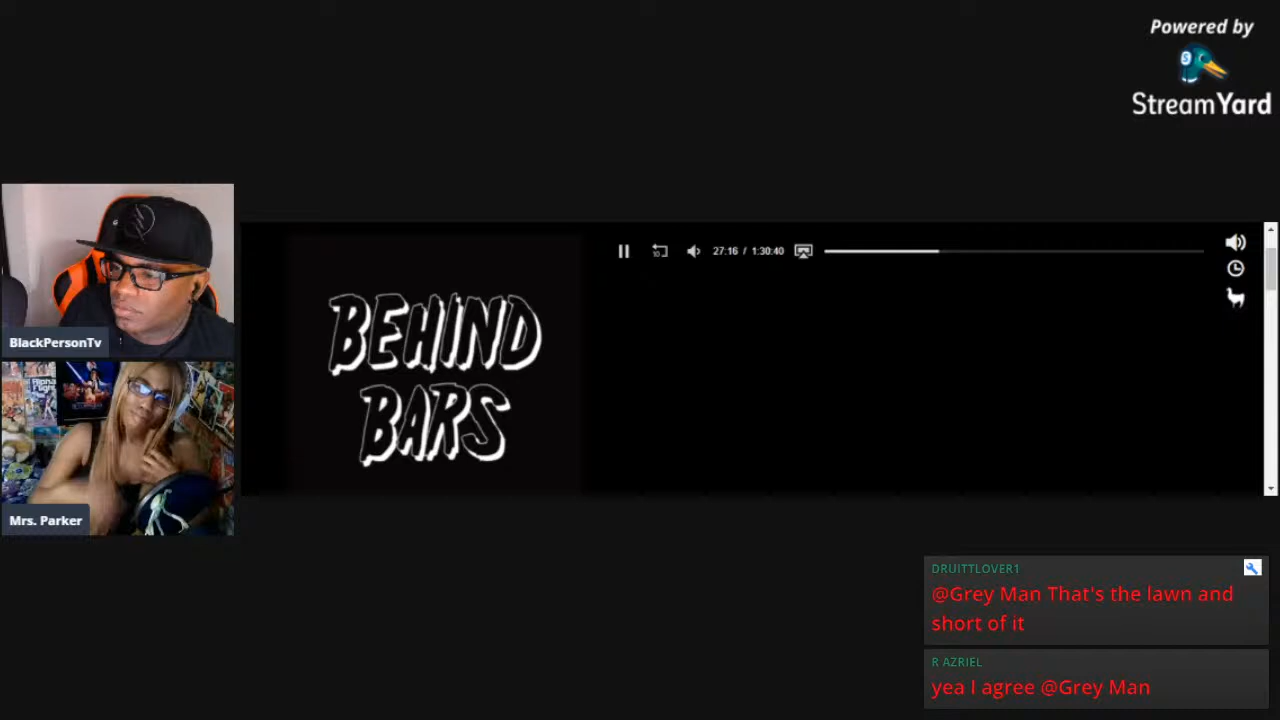 Powered by
StreamYard
BlackPersonTv
Mrs. Parker
27:16 / 1:30:40
BEHIND
BARS
DRUITTLOVER1
@Grey Man That's the lawn and
short of it
R AZRIEL
yea I agree @Grey Man